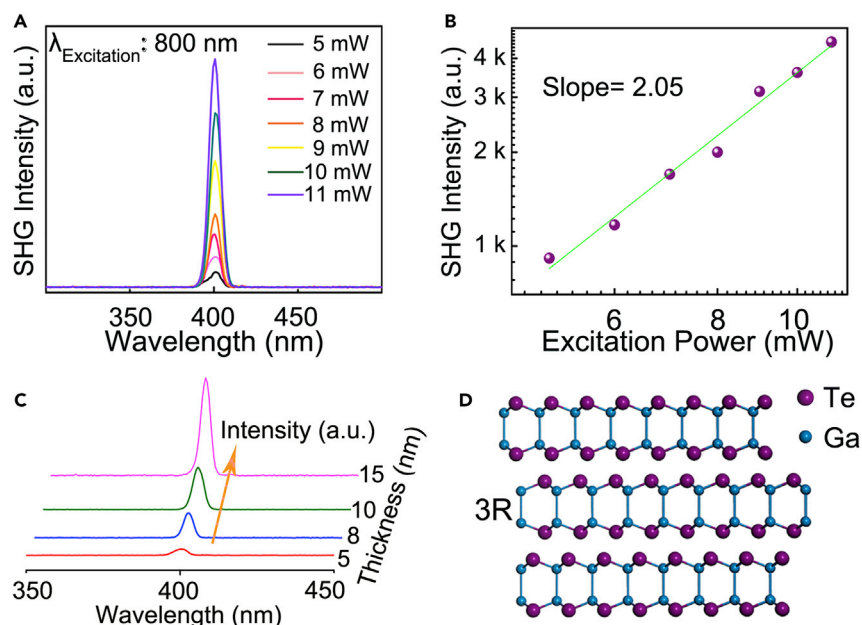 A
λExcitation: 800 nm
5 mW
6 mW
7 mW
8 mW
9 mW
10 mW
11 mW
SHG Intensity (a.u.)
350
400
450
Wavelength (nm)
B
Slope= 2.05
4 k
3 k
2 k
1 k
SHG Intensity (a.u.)
6
8
10
Excitation Power (mW)
C
Intensity (a.u.)
15
10
8
5
Thickness (nm)
350
400
450
Wavelength (nm)
D
Te
Ga
3R